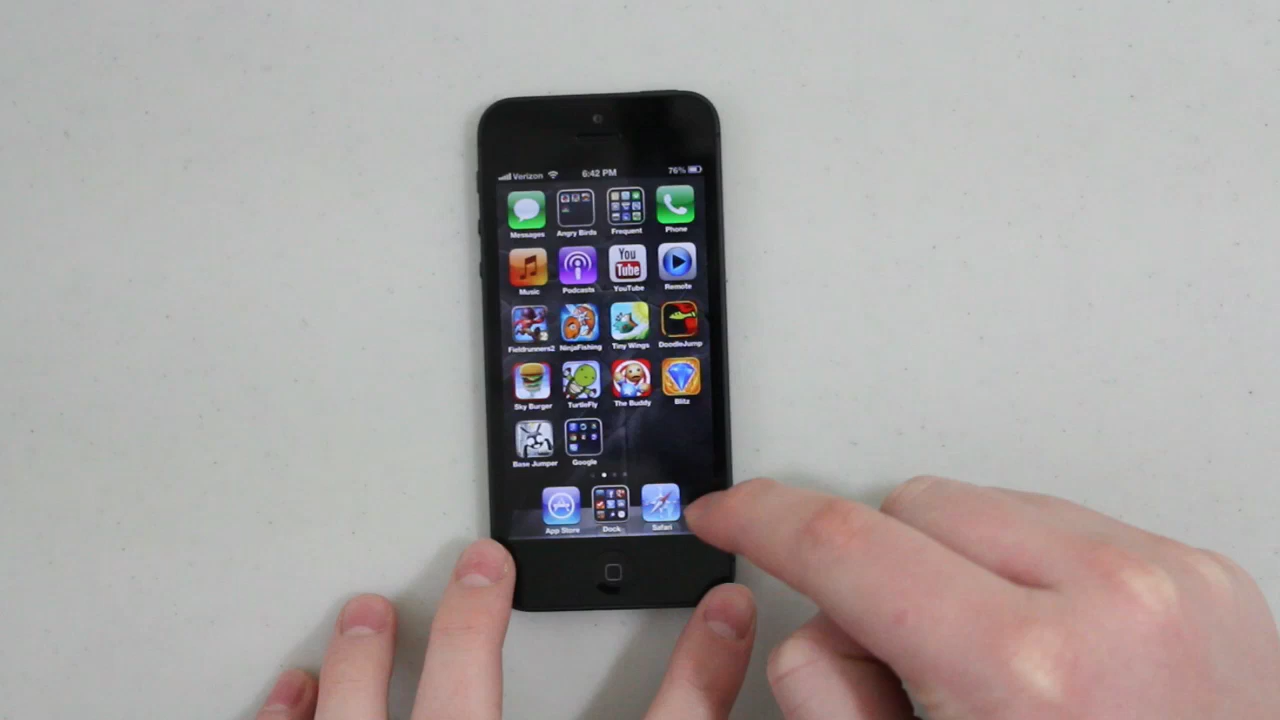 Verizon 6:42 PM 76%
Messages Angry Birds Frequent Phone
You
Tube
Music Podcasts YouTube Remote
Fieldrunners2 NinjaFishing Tiny Wings DoodleJump
Sky Burger TurtleFly The Buddy Blitz
Base Jumper Google
App Store Dock Safari